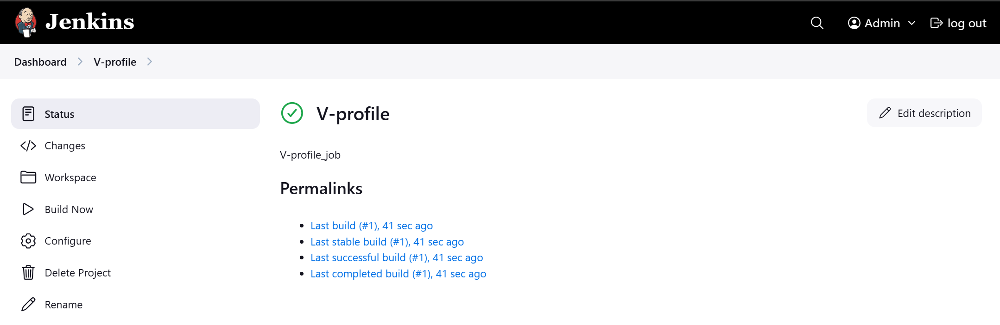 Jenkins
Admin
log out
Dashboard
V-profile
Status
Changes
Workspace
Build Now
Configure
Delete Project
Rename
V-profile
Edit description
V-profile_job
Permalinks
Last build (#1), 41 sec ago
Last stable build (#1), 41 sec ago
Last successful build (#1), 41 sec ago
Last completed build (#1), 41 sec ago